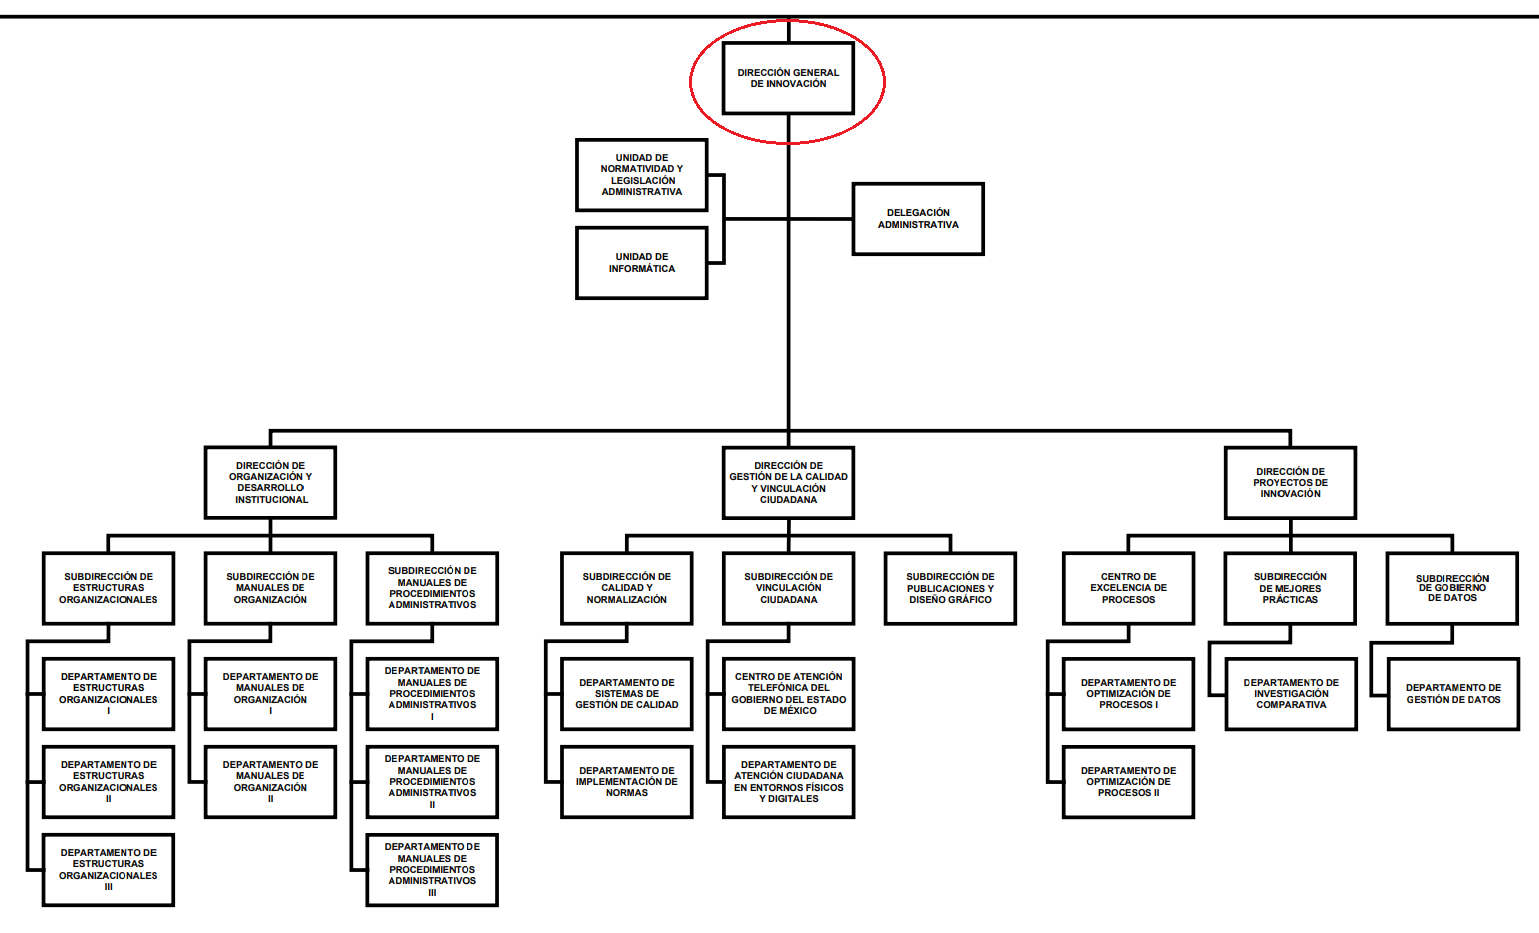 DIRECCIÓN GENERAL
DE INNOVACIÓN
UNIDAD DE
NORMATIVIDAD Y
LEGISLACIÓN
ADMINISTRATIVA
DELEGACIÓN
ADMINISTRATIVA
UNIDAD DE
INFORMÁTICA
DIRECCIÓN DE
ORGANIZACIÓN Y
DESARROLLO
INSTITUCIONAL
DIRECCIÓN DE
GESTIÓN DE LA CALIDAD
Y VINCULACIÓN
CIUDADANA
DIRECCIÓN DE
PROYECTOS DE
INNOVACIÓN
SUBDIRECCIÓN DE
ESTRUCTURAS
ORGANIZACIONALES
SUBDIRECCIÓN DE
MANUALES DE
ORGANIZACIÓN
SUBDIRECCIÓN DE
MANUALES DE
PROCEDIMIENTOS
ADMINISTRATIVOS
SUBDIRECCIÓN DE
CALIDAD Y
NORMALIZACIÓN
SUBDIRECCIÓN DE
VINCULACIÓN
CIUDADANA
SUBDIRECCIÓN DE
PUBLICACIONES Y
DISEÑO GRÁFICO
CENTRO DE
EXCELENCIA DE
PROCESOS
SUBDIRECCIÓN
DE MEJORES
PRÁCTICAS
SUBDIRECCIÓN
DE GOBIERNO
DE DATOS
DEPARTAMENTO DE
ESTRUCTURAS
ORGANIZACIONALES
I
DEPARTAMENTO DE
MANUALES DE
ORGANIZACIÓN
I
DEPARTAMENTO DE
MANUALES DE
PROCEDIMIENTOS
ADMINISTRATIVOS
I
DEPARTAMENTO DE
SISTEMAS DE
GESTIÓN DE CALIDAD
CENTRO DE ATENCIÓN
TELEFÓNICA DEL
GOBIERNO DEL ESTADO
DE MÉXICO
DEPARTAMENTO DE
OPTIMIZACIÓN DE
PROCESOS I
DEPARTAMENTO DE
INVESTIGACIÓN
COMPARATIVA
DEPARTAMENTO DE
GESTIÓN DE DATOS
DEPARTAMENTO DE
ESTRUCTURAS
ORGANIZACIONALES
II
DEPARTAMENTO DE
MANUALES DE
ORGANIZACIÓN
II
DEPARTAMENTO DE
MANUALES DE
PROCEDIMIENTOS
ADMINISTRATIVOS
II
DEPARTAMENTO DE
IMPLEMENTACIÓN DE
NORMAS
DEPARTAMENTO DE
ATENCIÓN CIUDADANA
EN ENTORNOS FÍSICOS
Y DIGITALES
DEPARTAMENTO DE
OPTIMIZACIÓN DE
PROCESOS II
DEPARTAMENTO DE
ESTRUCTURAS
ORGANIZACIONALES
III
DEPARTAMENTO DE
MANUALES DE
PROCEDIMIENTOS
ADMINISTRATIVOS
III